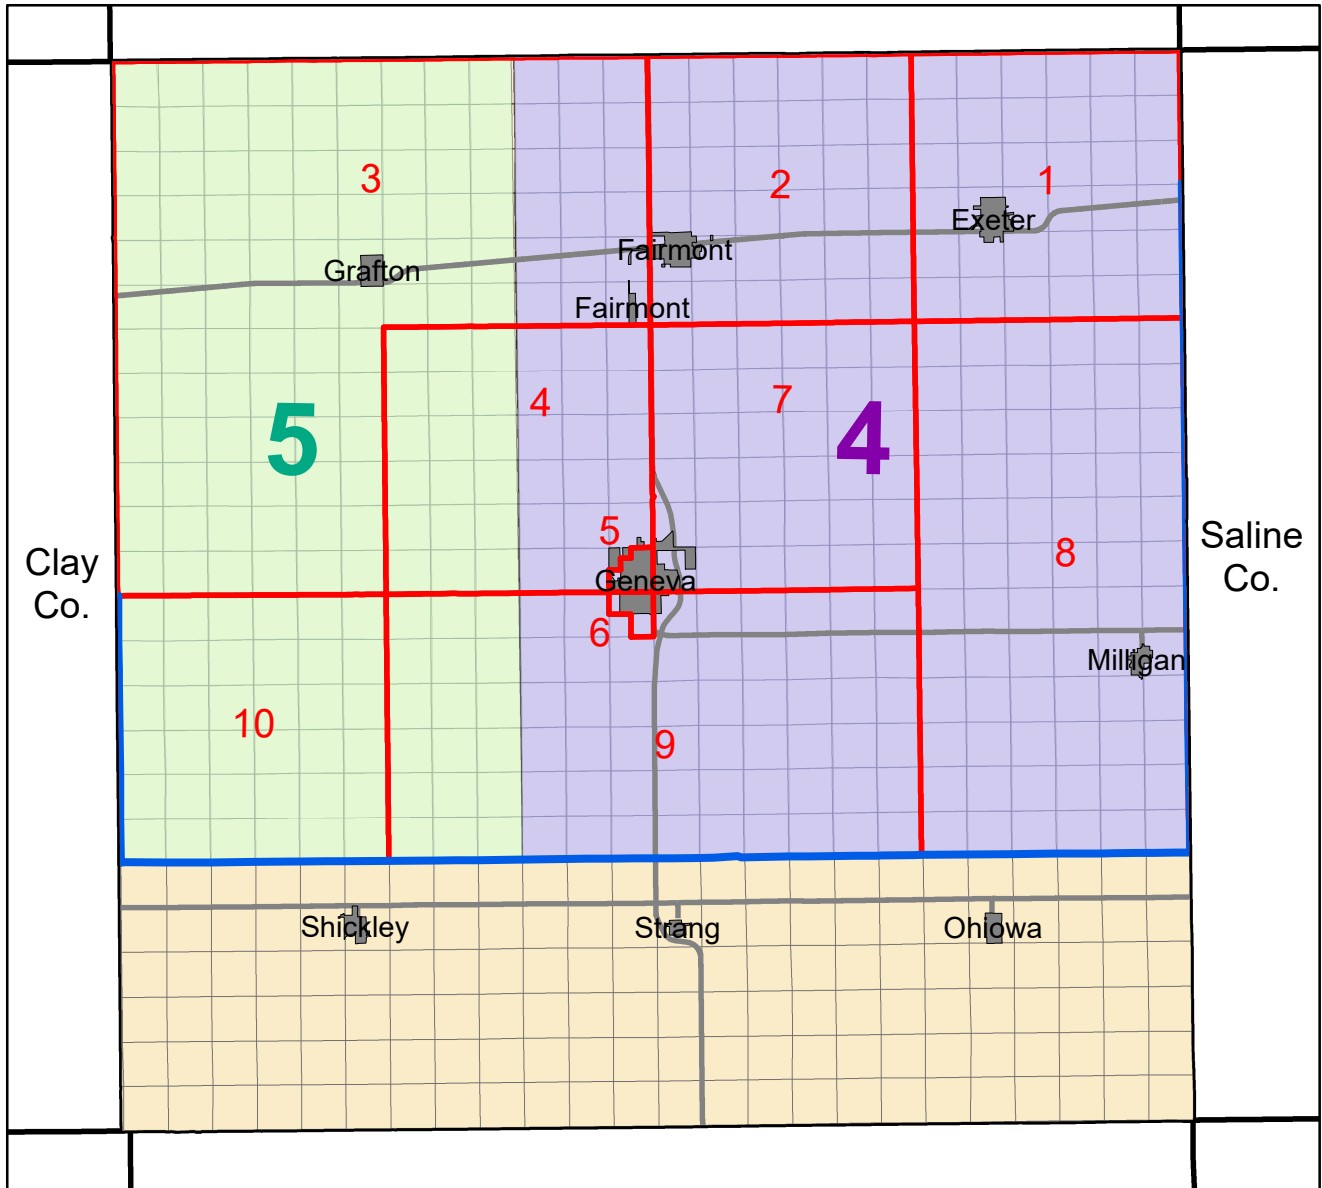 3
2
1
Exeter
Fairmont
Grafton
Fairmont
4
7
5
4
5
Clay
Co.
Saline
Co.
8
Geneva
6
Milligan
10
9
Shickley
Strang
Ohiowa